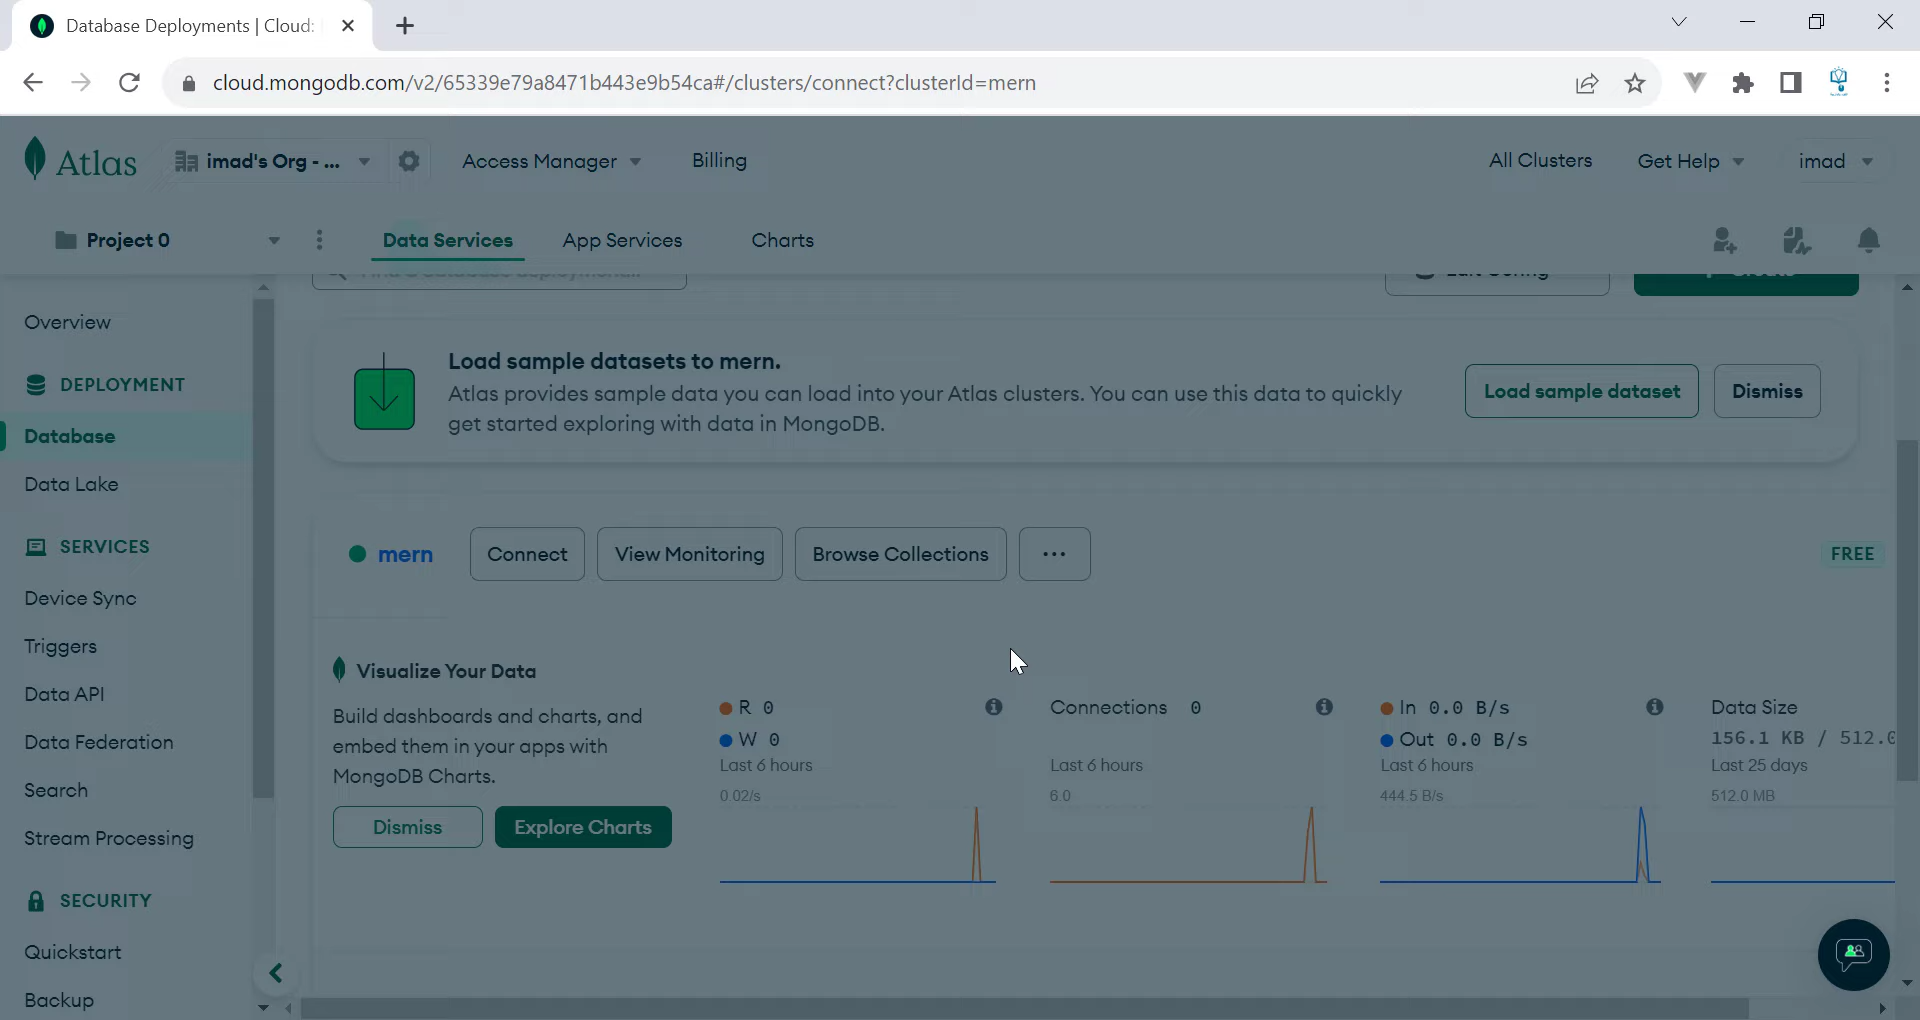 Database Deployments | Cloud:
cloud.mongodb.com/v2/65339e79a8471b443e9b54ca#/clusters/connect?clusterId=mern
Atlas
imad's Org - ...
Access Manager
Billing
All Clusters
Get Help
imad
Project 0
Data Services
App Services
Charts
Overview
DEPLOYMENT
Database
Data Lake
SERVICES
Device Sync
Triggers
Data API
Data Federation
Search
Stream Processing
SECURITY
Quickstart
Backup
Load sample datasets to mern.
Atlas provides sample data you can load into your Atlas clusters. You can use this data to quickly
get started exploring with data in MongoDB.
Load sample dataset
Dismiss
mern
Connect
View Monitoring
Browse Collections
...
FREE
Visualize Your Data
Build dashboards and charts, and
embed them in your apps with
MongoDB Charts.
Dismiss
Explore Charts
R 0
W 0
Last 6 hours
0.02/s
Connections 0
Last 6 hours
6.0
In 0.0 B/s
Out 0.0 B/s
Last 6 hours
444.5 B/s
Data Size
156.1 KB / 512.0
Last 25 days
512.0 MB